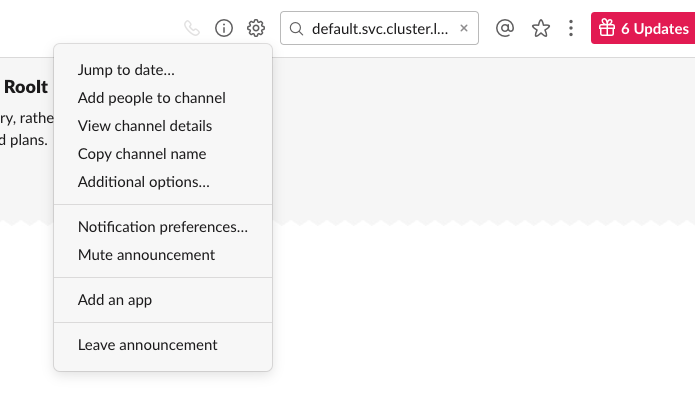 default.svc.cluster.l...
6 Updates
Roolt
ry, rathe
d plans.
Jump to date...
Add people to channel
View channel details
Copy channel name
Additional options...
Notification preferences...
Mute announcement
Add an app
Leave announcement